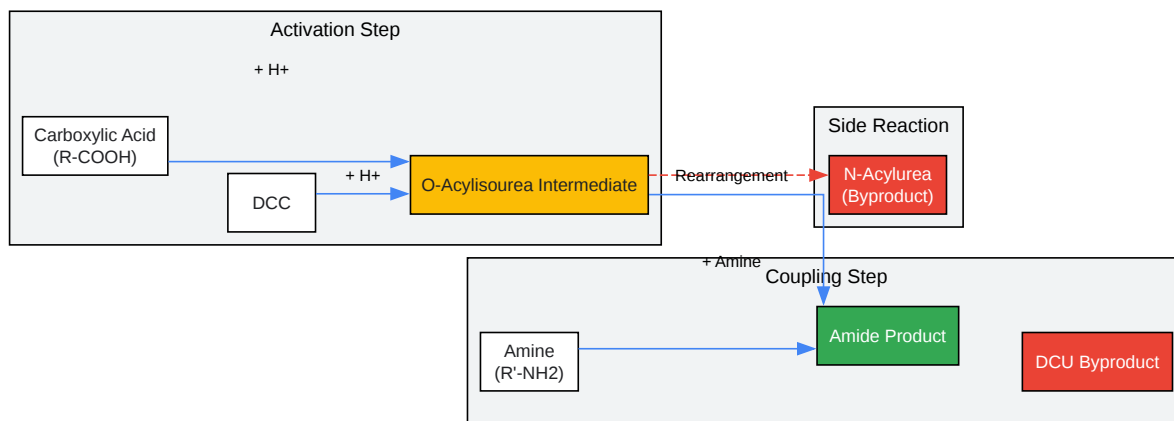 Activation Step
+ H+
Carboxylic Acid
(R-COOH)
+ H+
DCC
O-Acylisourea Intermediate
Rearrangement
Side Reaction
N-Acylurea
(Byproduct)
+ Amine
Coupling Step
Amine
(R'-NH2)
Amide Product
DCU Byproduct